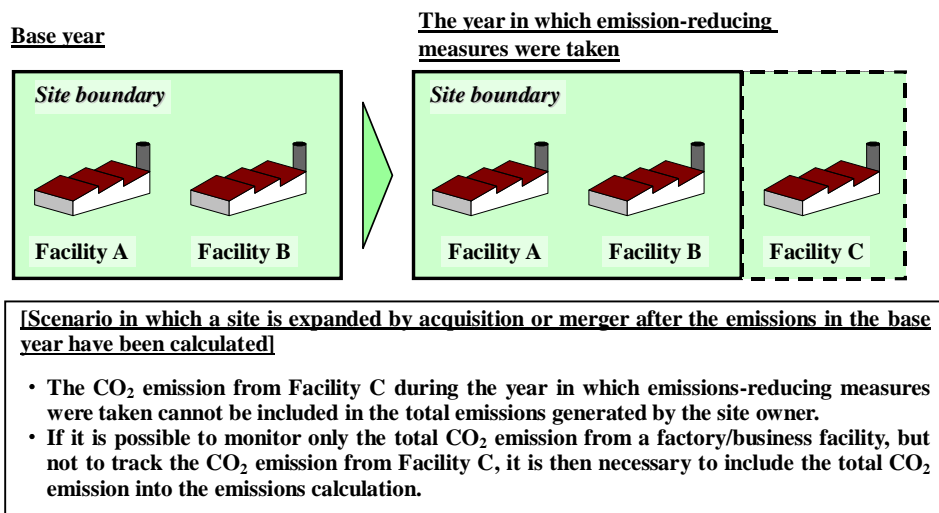 Base year
The year in which emission-reducing
measures were taken
Site boundary
Site boundary
Facility A
Facility B
Facility A
Facility B
Facility C
[Scenario in which a site is expanded by acquisition or merger after the emissions in the base
year have been calculated]
・ The CO₂ emission from Facility C during the year in which emissions-reducing measures
were taken cannot be included in the total emissions generated by the site owner.
・ If it is possible to monitor only the total CO₂ emission from a factory/business facility, but
not to track the CO₂ emission from Facility C, it is then necessary to include the total CO₂
emission into the emissions calculation.